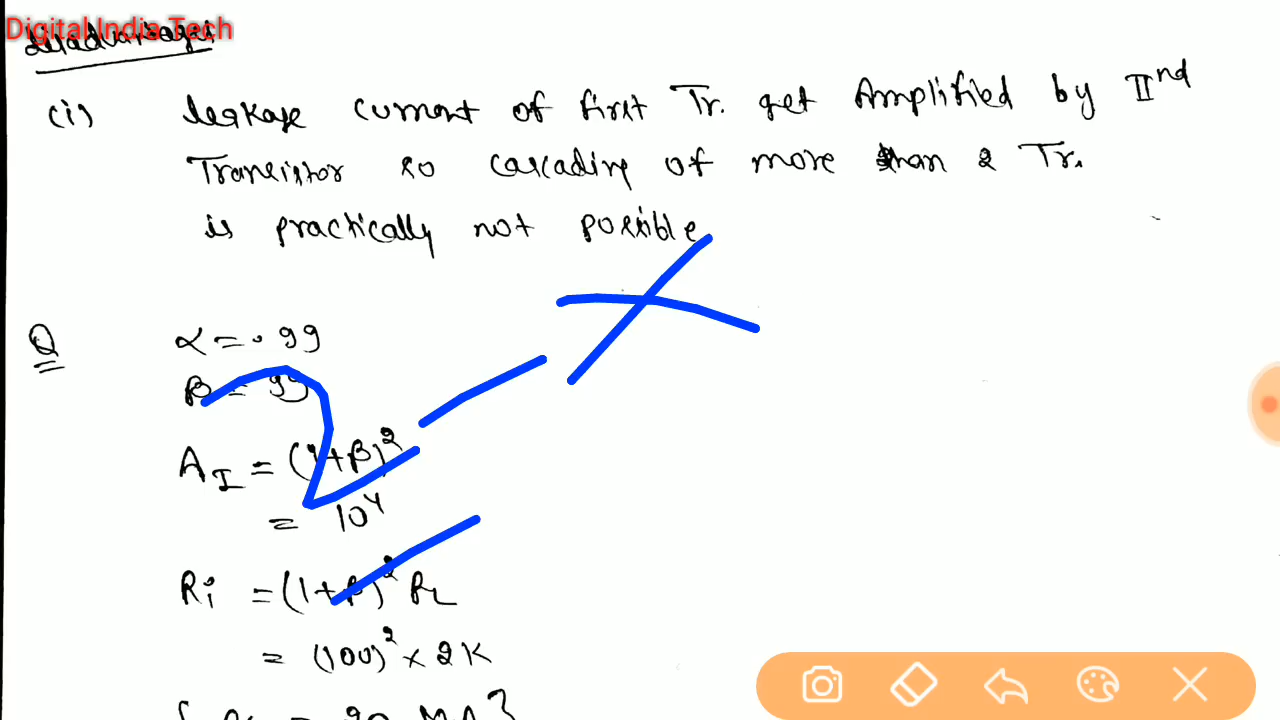 Digital India Tech
Disadvantages
(i) leakage current of first Tr. get Amplified by IInd
Transistor so cascading of more than 2 Tr.
is practically not possible
Q α = .99
β = 99
AI = (1+β)²
= 10⁴
Ri = (1+β)² RL
= (100)² × 2K